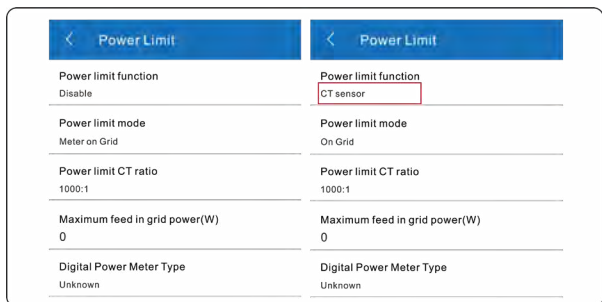 Power Limit
Power limit function
Disable
Power limit mode
Meter on Grid
Power limit CT ratio
1000:1
Maximum feed in grid power(W)
0
Digital Power Meter Type
Unknown
Power Limit
Power limit function
CT sensor
Power limit mode
On Grid
Power limit CT ratio
1000:1
Maximum feed in grid power(W)
0
Digital Power Meter Type
Unknown